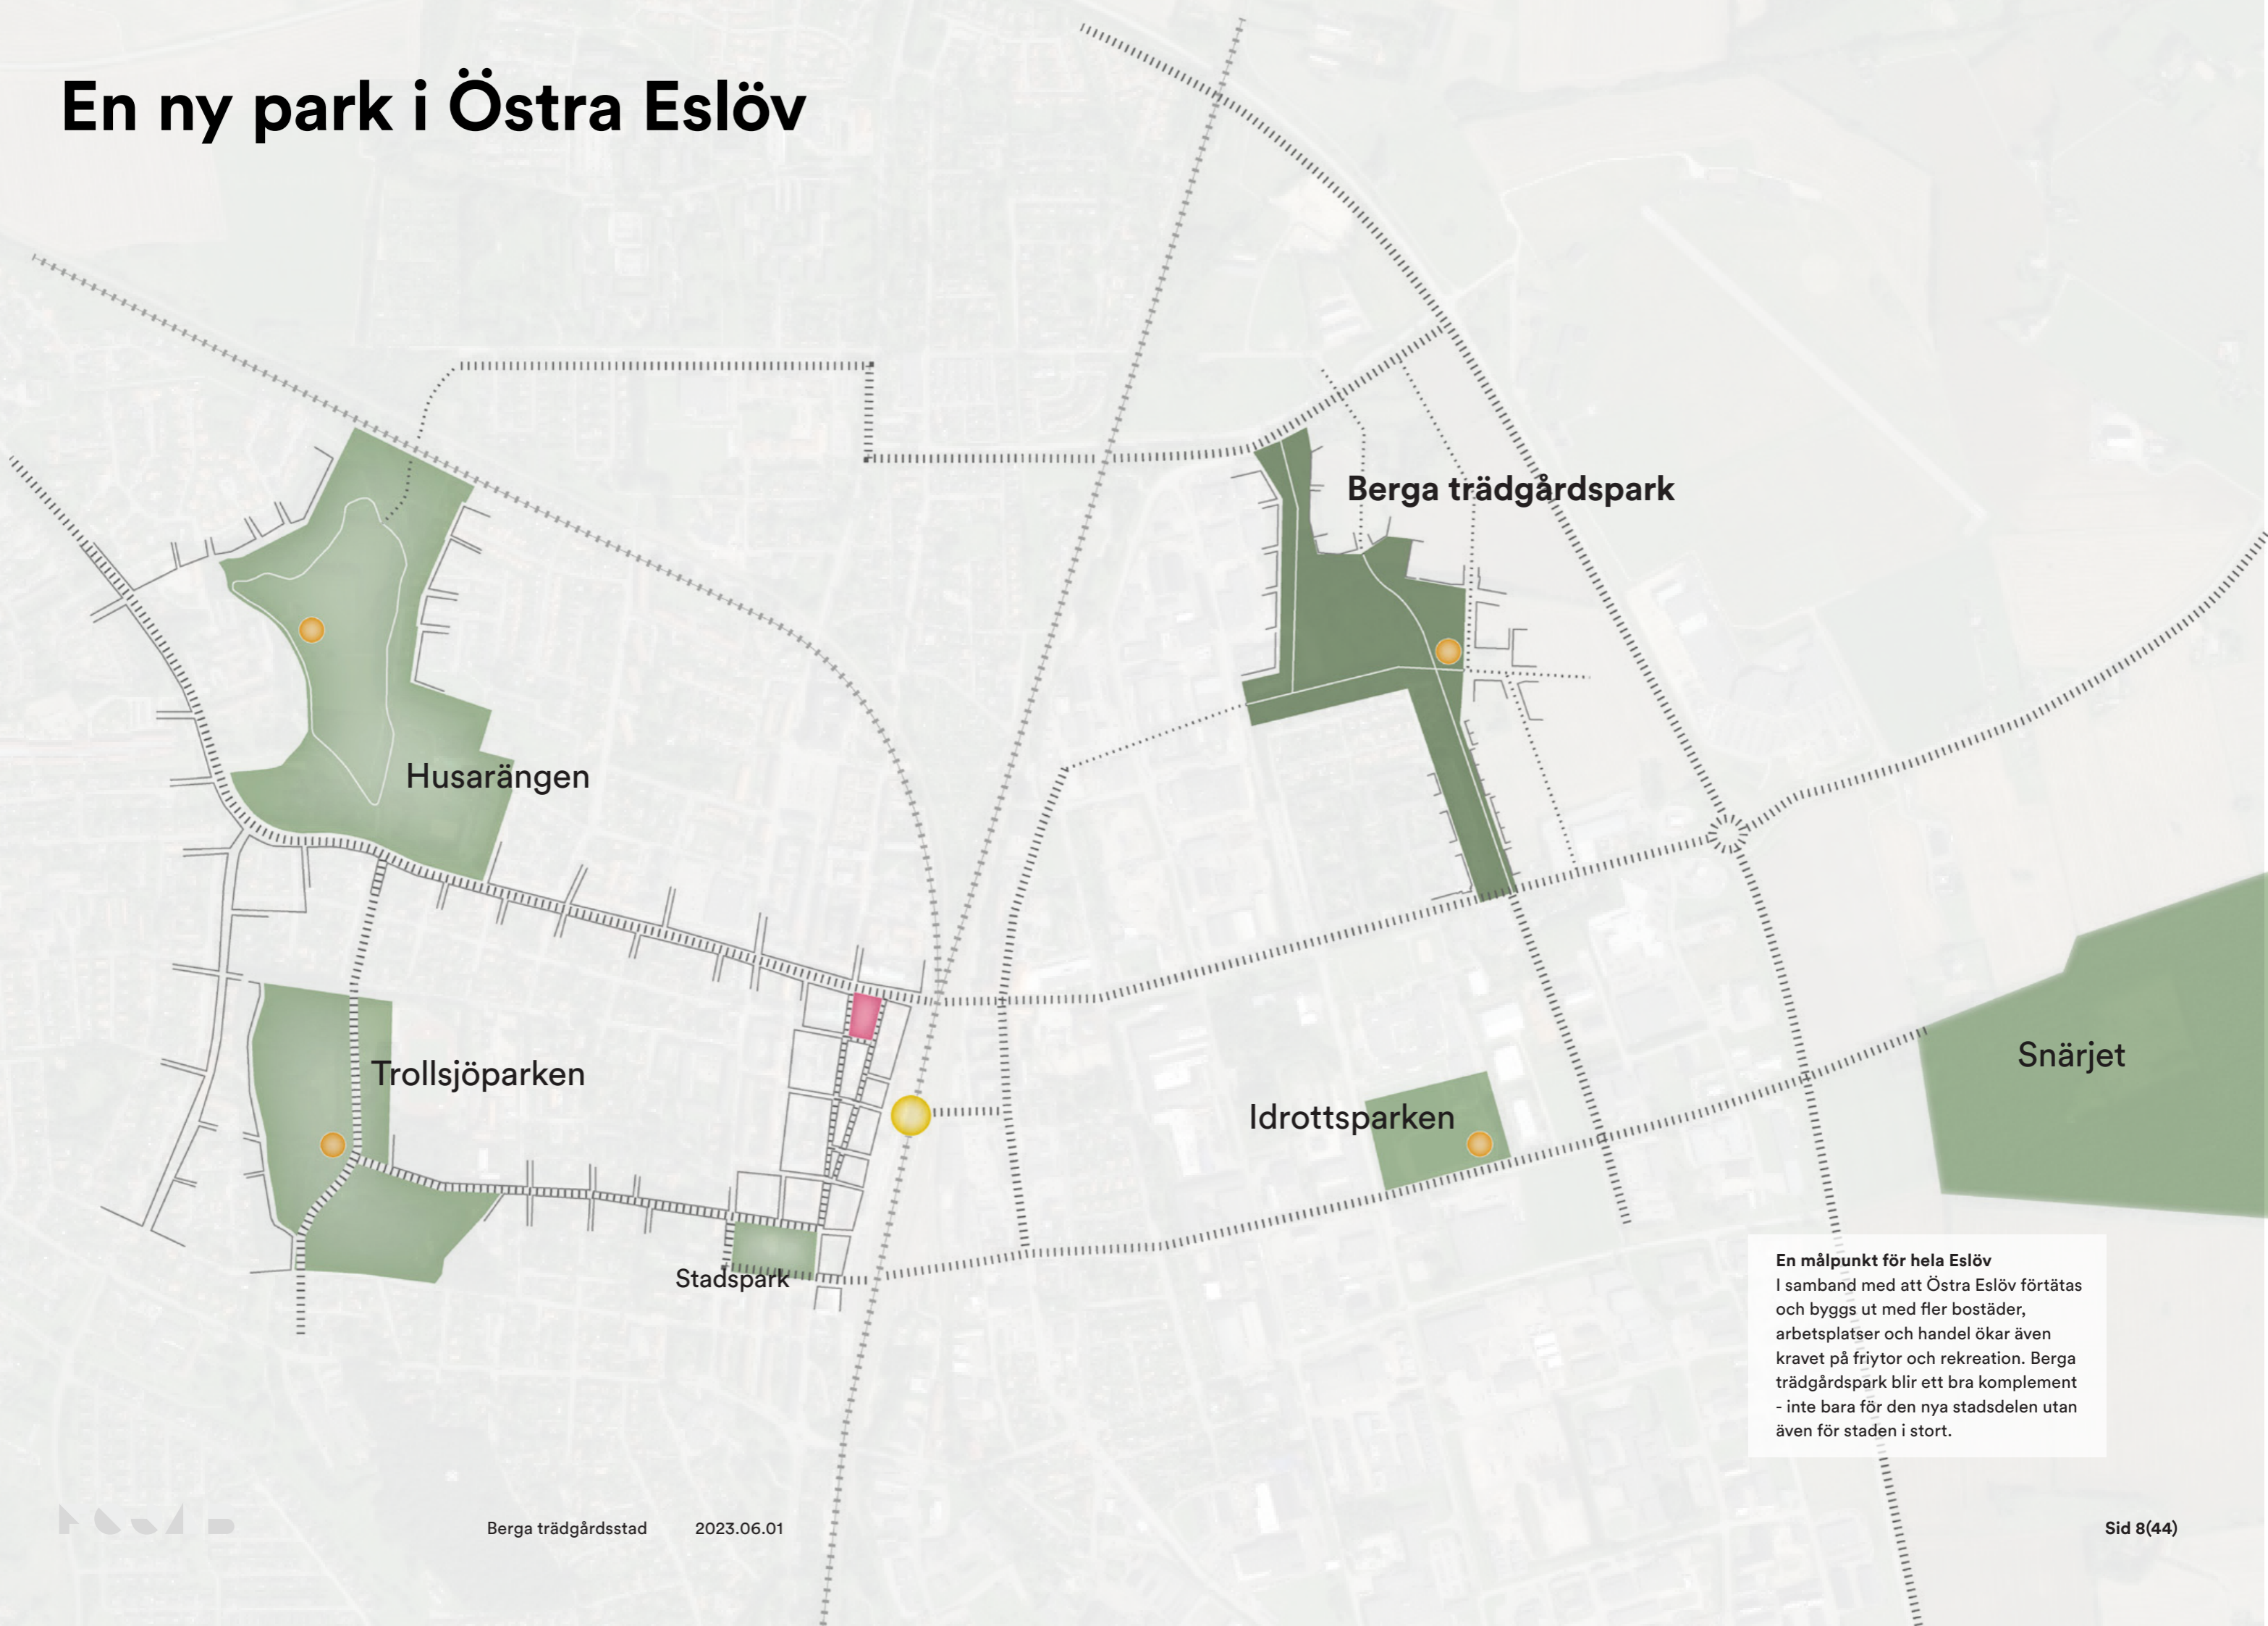 En ny park i Östra Eslöv
Berga trädgårdspark
Husarängen
Trollsjöparken
Snärjet
Idrottsparken
Stadspark
En målpunkt för hela Eslöv
I samband med att Östra Eslöv förtätas
och byggs ut med fler bostäder,
arbetsplatser och handel ökar även
kravet på friytor och rekreation. Berga
trädgårdspark blir ett bra komplement
- inte bara för den nya stadsdelen utan
även för staden i stort.
Berga trädgårdsstad 2023.06.01 Sid 8(44)